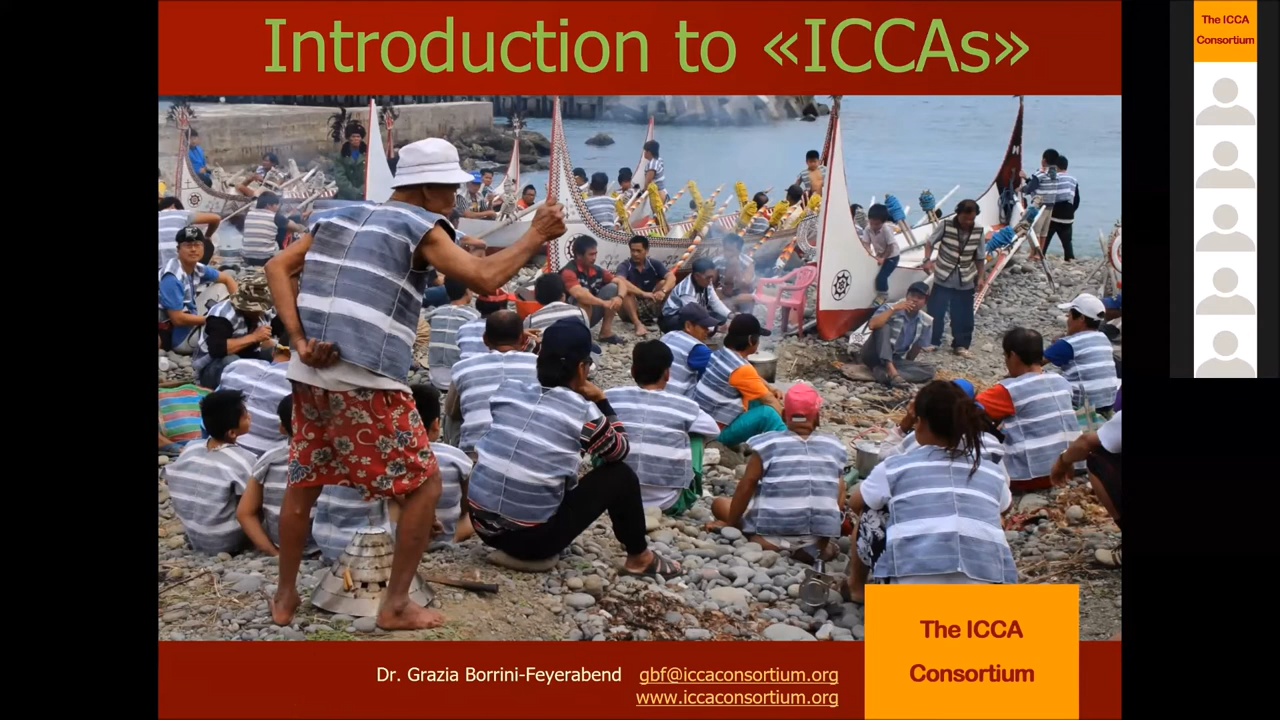 Introduction to «ICCAs»
The ICCA
Consortium
Dr. Grazia Borrini-Feyerabend gbf@iccaconsortium.org
www.iccaconsortium.org
The ICCA
Consortium